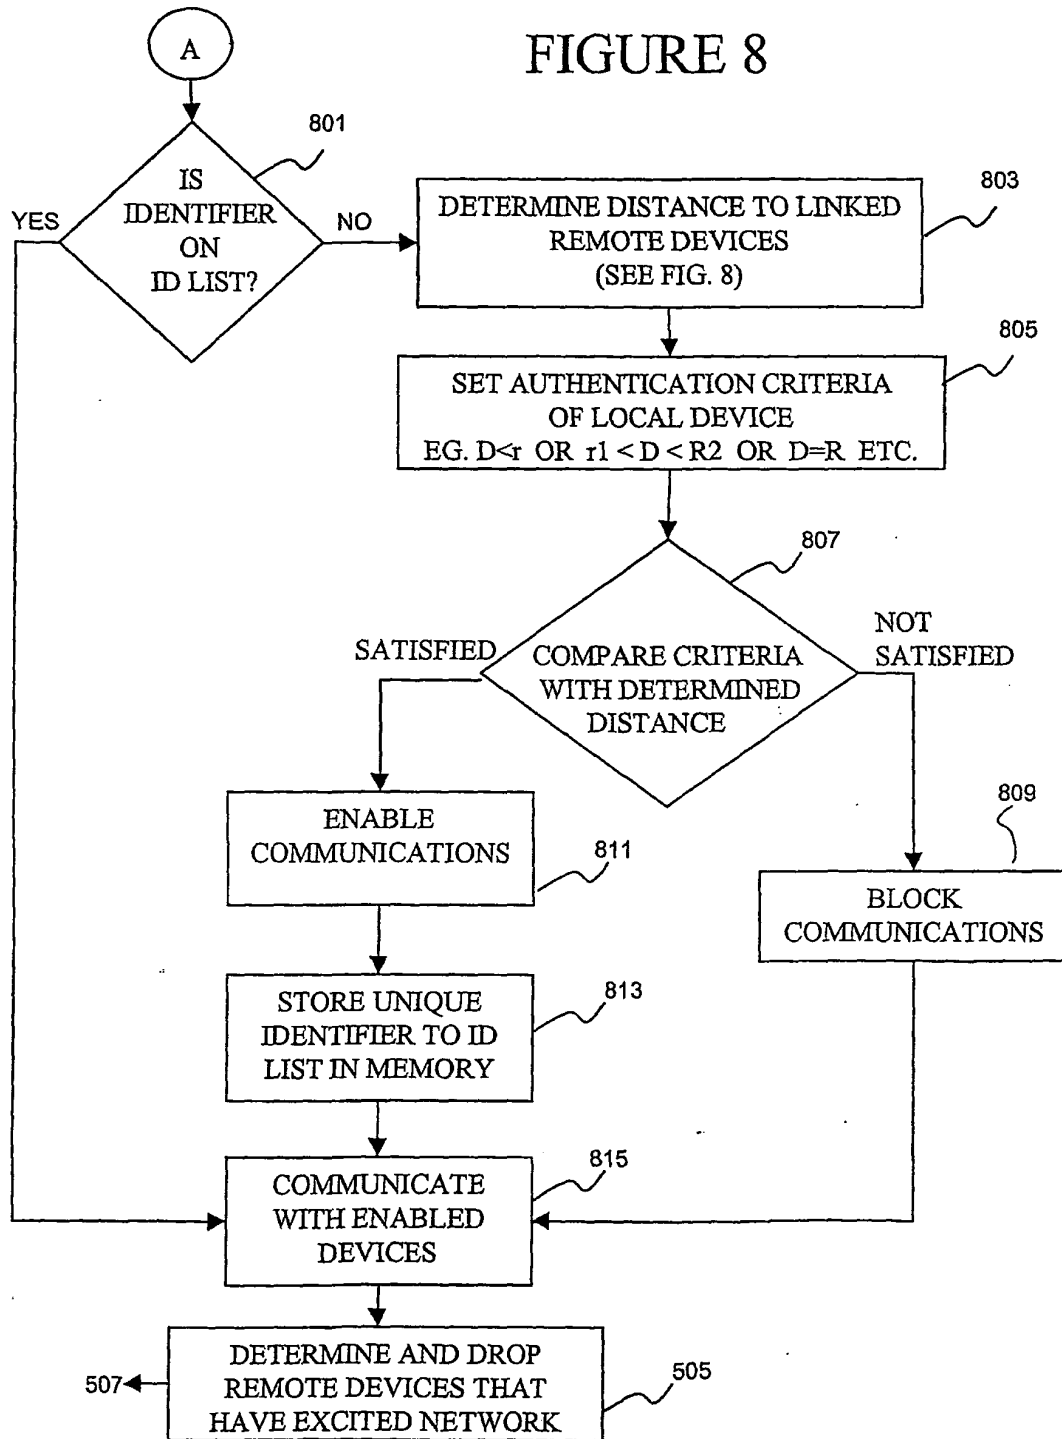 FIGURE 8
A
801
IS
IDENTIFIER
ON
ID LIST?
YES
NO
803
DETERMINE DISTANCE TO LINKED
REMOTE DEVICES
(SEE FIG. 8)
805
SET AUTHENTICATION CRITERIA
OF LOCAL DEVICE
EG. D<r OR r1 < D < R2 OR D=R ETC.
807
COMPARE CRITERIA
WITH DETERMINED
DISTANCE
SATISFIED
NOT
SATISFIED
ENABLE
COMMUNICATIONS
811
809
BLOCK
COMMUNICATIONS
STORE UNIQUE
IDENTIFIER TO ID
LIST IN MEMORY
813
COMMUNICATE
WITH ENABLED
DEVICES
815
DETERMINE AND DROP
REMOTE DEVICES THAT
HAVE EXCITED NETWORK
507
505